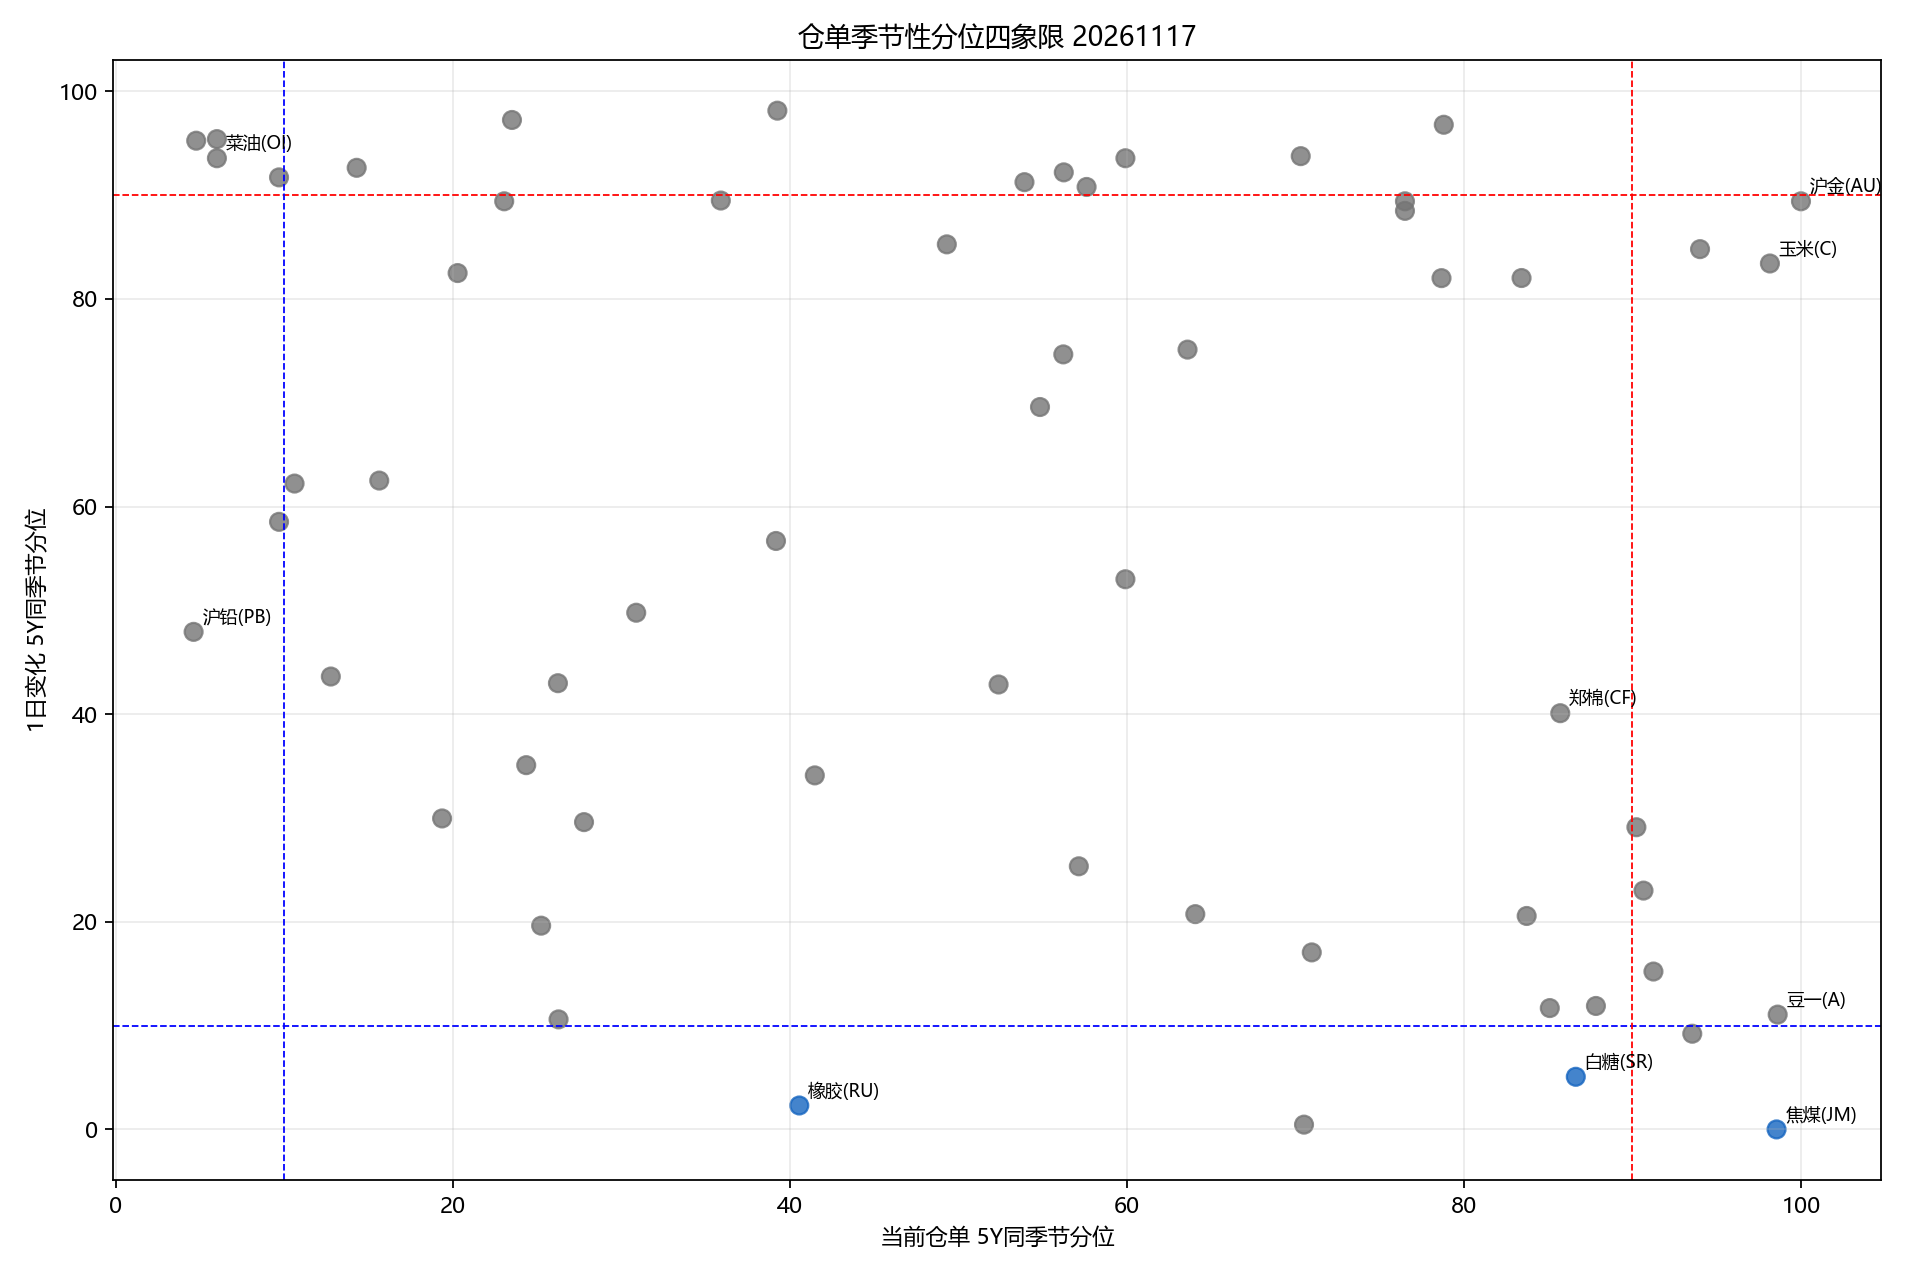 仓单季节性分位四象限 20261117
100
菜油(OI)
沪金(AU)
玉米(C)
80
60
1日变化 5Y同季节分位
沪铅(PB)
郑棉(CF)
40
20
豆一(A)
白糖(SR)
橡胶(RU)
焦煤(JM)
0
0 20 40 60 80 100
当前仓单 5Y同季节分位